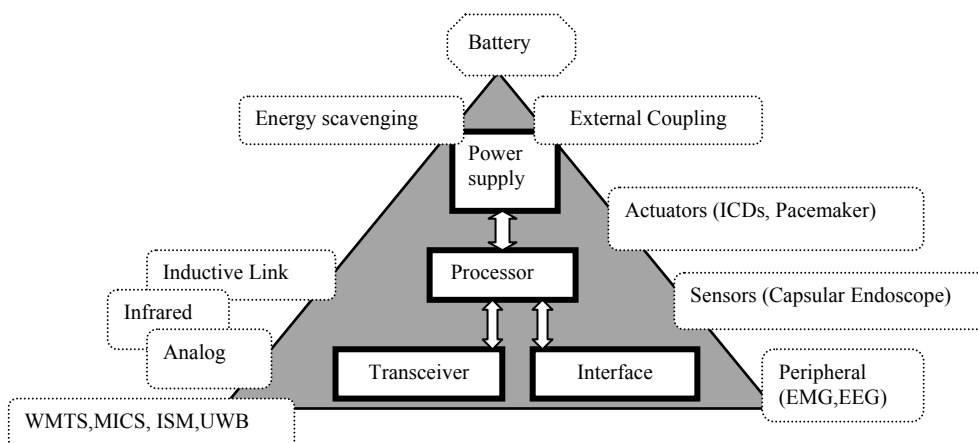 Battery
Energy scavenging
External Coupling
Power
supply
Actuators (ICDs, Pacemaker)
Inductive Link
Processor
Infrared
Sensors (Capsular Endoscope)
Analog
Transceiver
Interface
Peripheral
(EMG,EEG)
WMTS,MICS, ISM,UWB